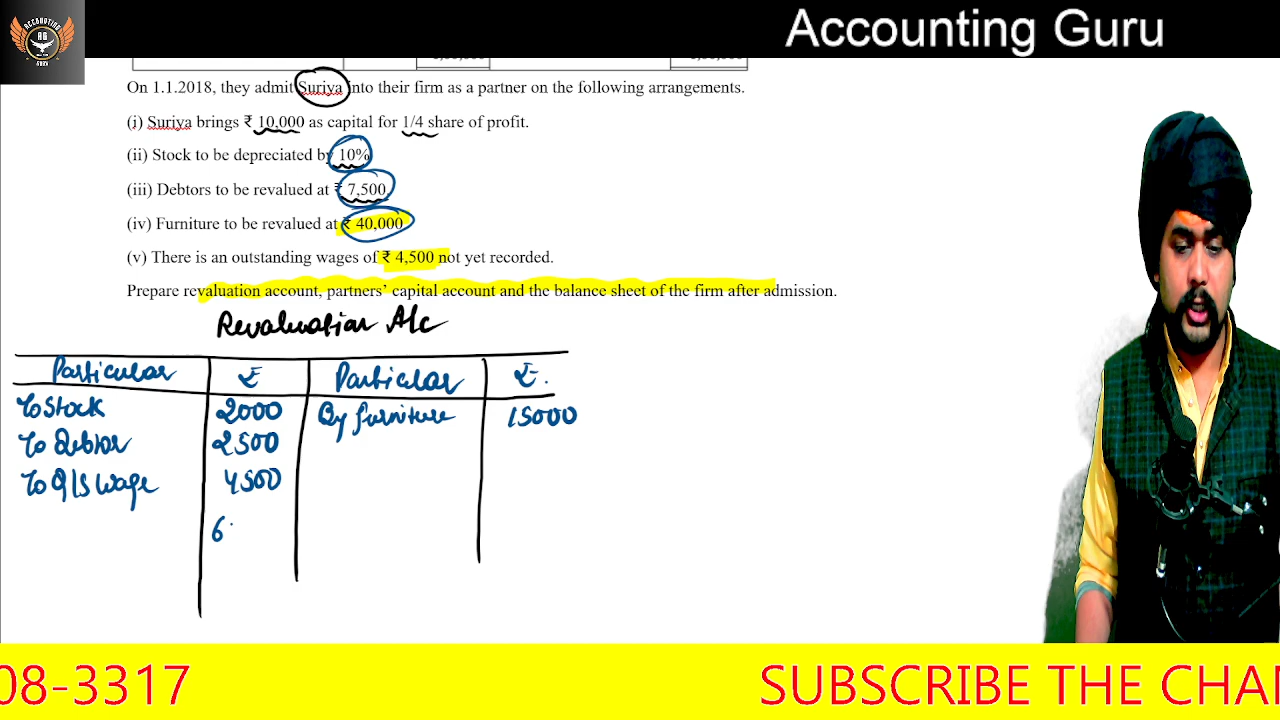 ACCOUNTING
AG
GURU
Accounting Guru
On 1.1.2018, they admit Suriya into their firm as a partner on the following arrangements.
(i) Suriya brings ₹ 10,000 as capital for 1/4 share of profit.
(ii) Stock to be depreciated by 10%
(iii) Debtors to be revalued at ₹ 7,500
(iv) Furniture to be revalued at ₹ 40,000
(v) There is an outstanding wages of ₹ 4,500 not yet recorded.
Prepare revaluation account, partners' capital account and the balance sheet of the firm after admission.
Revaluation A/c
Particular ₹ Particular ₹.
To Stock 2000 By furniture 15000
To Debtor 2500
To O/S wage 4500
6
08-3317 SUBSCRIBE THE CHA